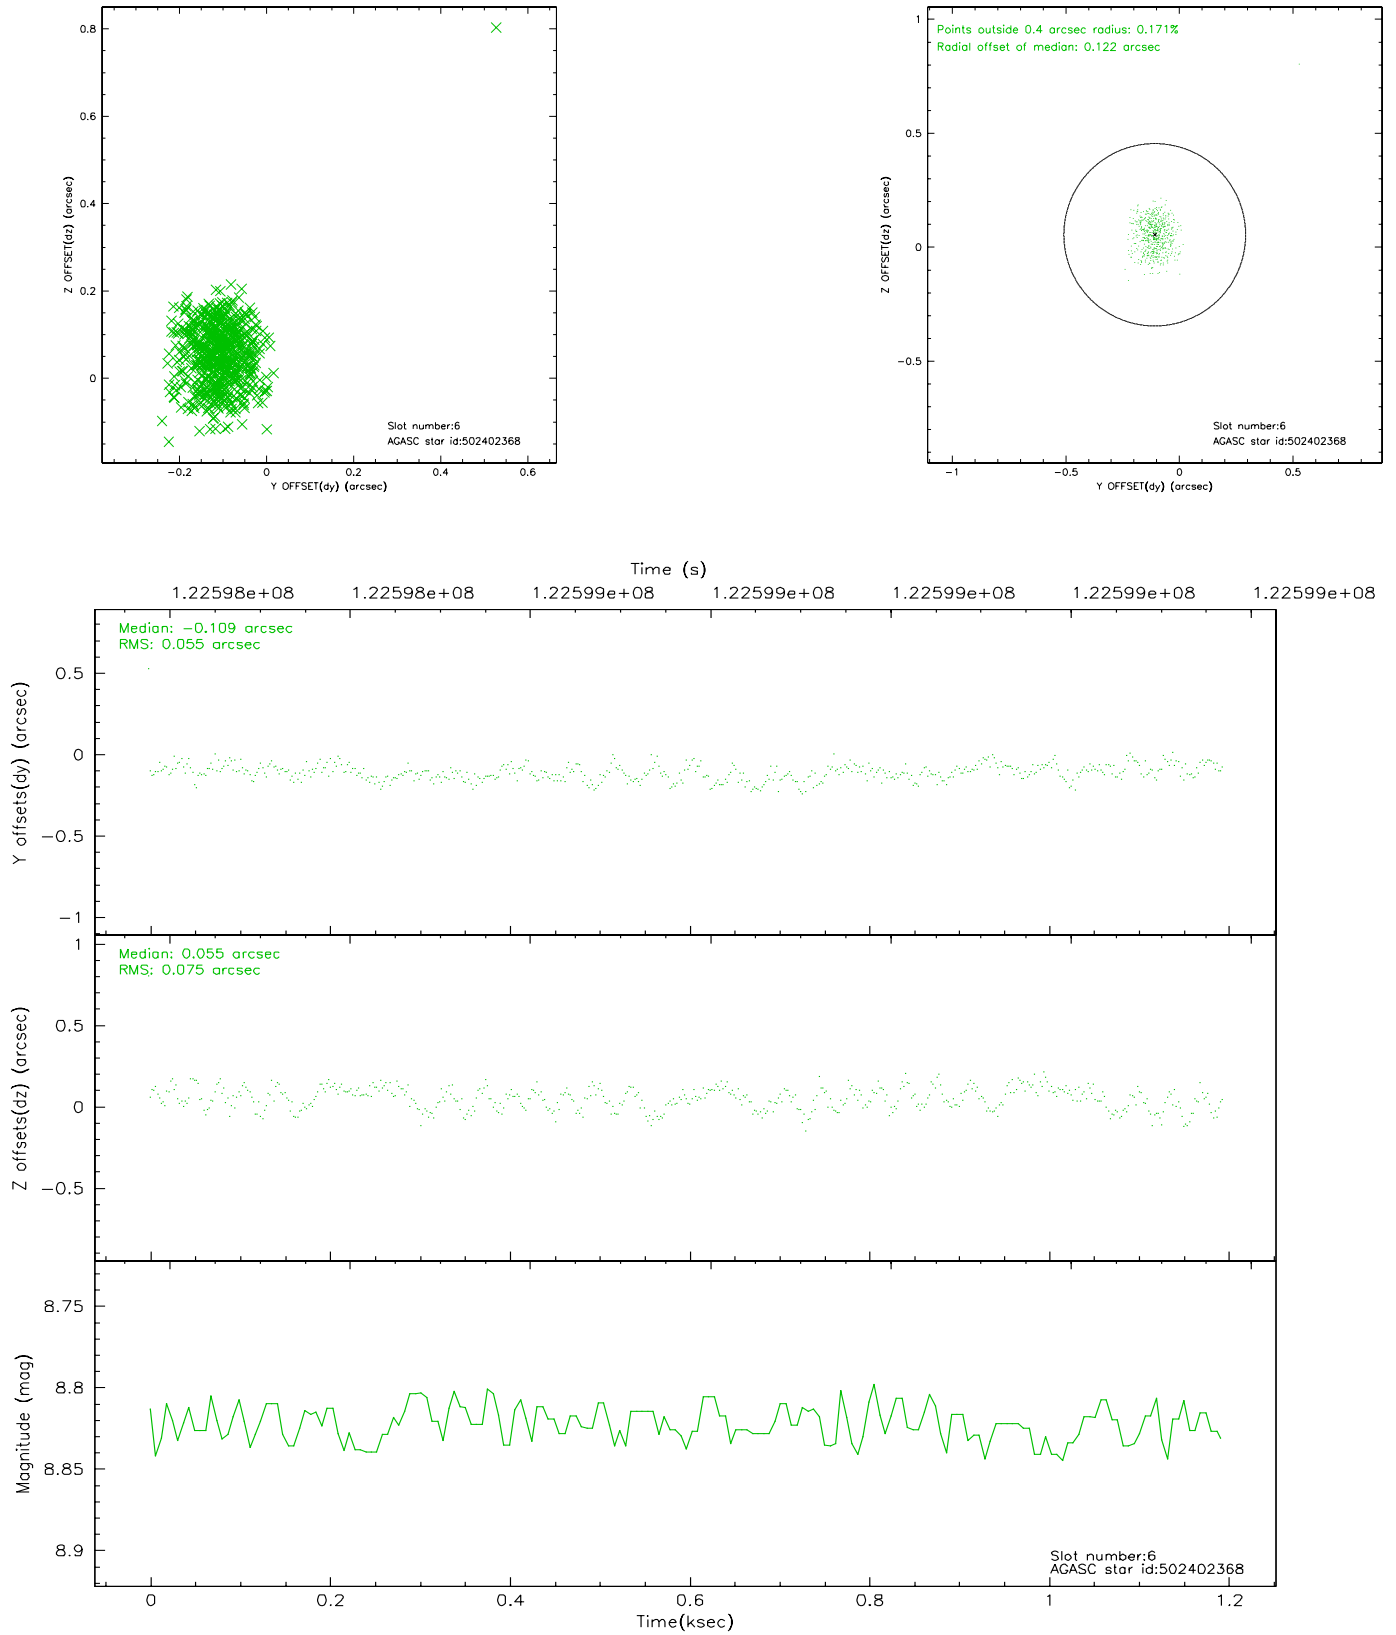 0.8
0.6
0.4
0.2
0
Z OFFSET(dz) (arcsec)
Slot number:6
AGASC star id:502402368
−0.2 0 0.2 0.4 0.6
Y OFFSET(dy) (arcsec)
Points outside 0.4 arcsec radius: 0.171%
Radial offset of median: 0.122 arcsec
1
0.5
0
−0.5
Z OFFSET(dz) (arcsec)
Slot number:6
AGASC star id:502402368
−1 −0.5 0 0.5
Y OFFSET(dy) (arcsec)
Time (s)
1.22598e+08 1.22598e+08 1.22599e+08 1.22599e+08 1.22599e+08 1.22599e+08 1.22599e+08
Median: −0.109 arcsec
RMS: 0.055 arcsec
0.5
0
−0.5
−1
Y offsets(dy) (arcsec)
Median: 0.055 arcsec
RMS: 0.075 arcsec
1
0.5
0
−0.5
Z offsets(dz) (arcsec)
8.75
8.8
8.85
8.9
Magnitude (mag)
Slot number:6
AGASC star id:502402368
0 0.2 0.4 0.6 0.8 1 1.2
Time(ksec)